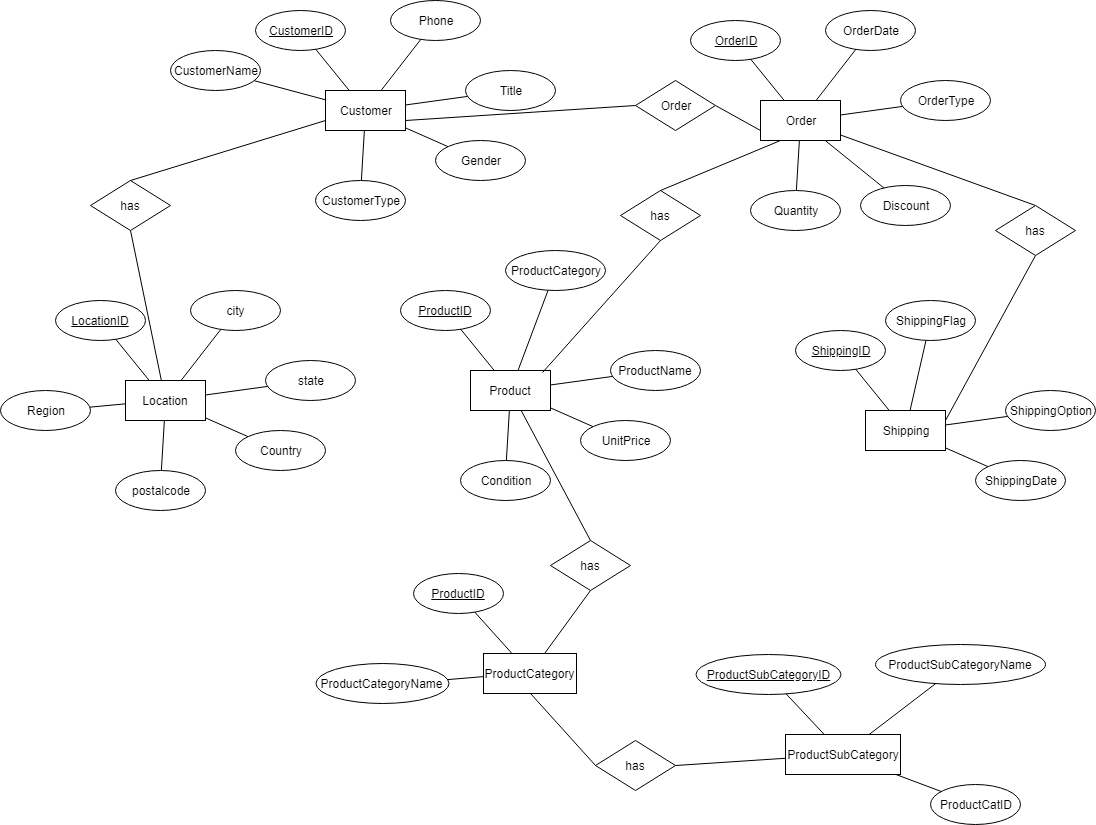 Phone
CustomerID
OrderDate
OrderID
CustomerName
Title
OrderType
Customer
Order
Order
Gender
CustomerType
has
Quantity
Discount
has
has
ProductCategory
LocationID
city
ProductID
ShippingFlag
ShippingID
state
ProductName
Region
Location
Product
ShippingOption
Shipping
Country
UnitPrice
postalcode
Condition
ShippingDate
has
ProductID
ProductCategoryName
ProductCategory
ProductSubCategoryID
ProductSubCategoryName
has
ProductSubCategory
ProductCatID